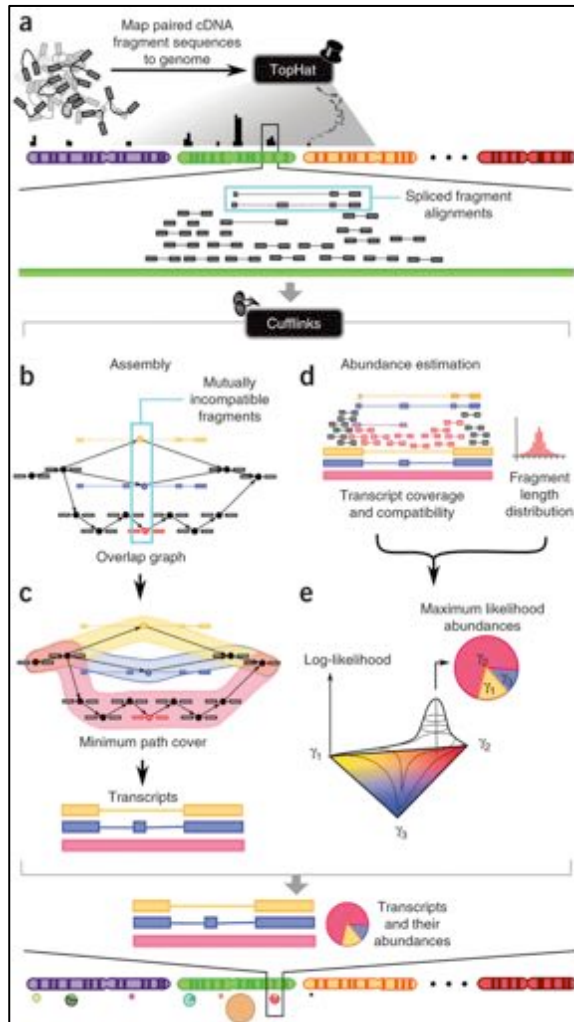 a
Map paired cDNA
fragment sequences
to genome
TopHat
Spliced fragment
alignments
Cufflinks
b
Assembly
Mutually
incompatible
fragments
Overlap graph
c
Minimum path cover
Transcripts
d
Abundance estimation
Transcript coverage
and compatibility
Fragment
length
distribution
e
Maximum likelihood
abundances
Log-likelihood
γ2
γ1
γ3
γ1
γ2
γ3
Transcripts
and their
abundances